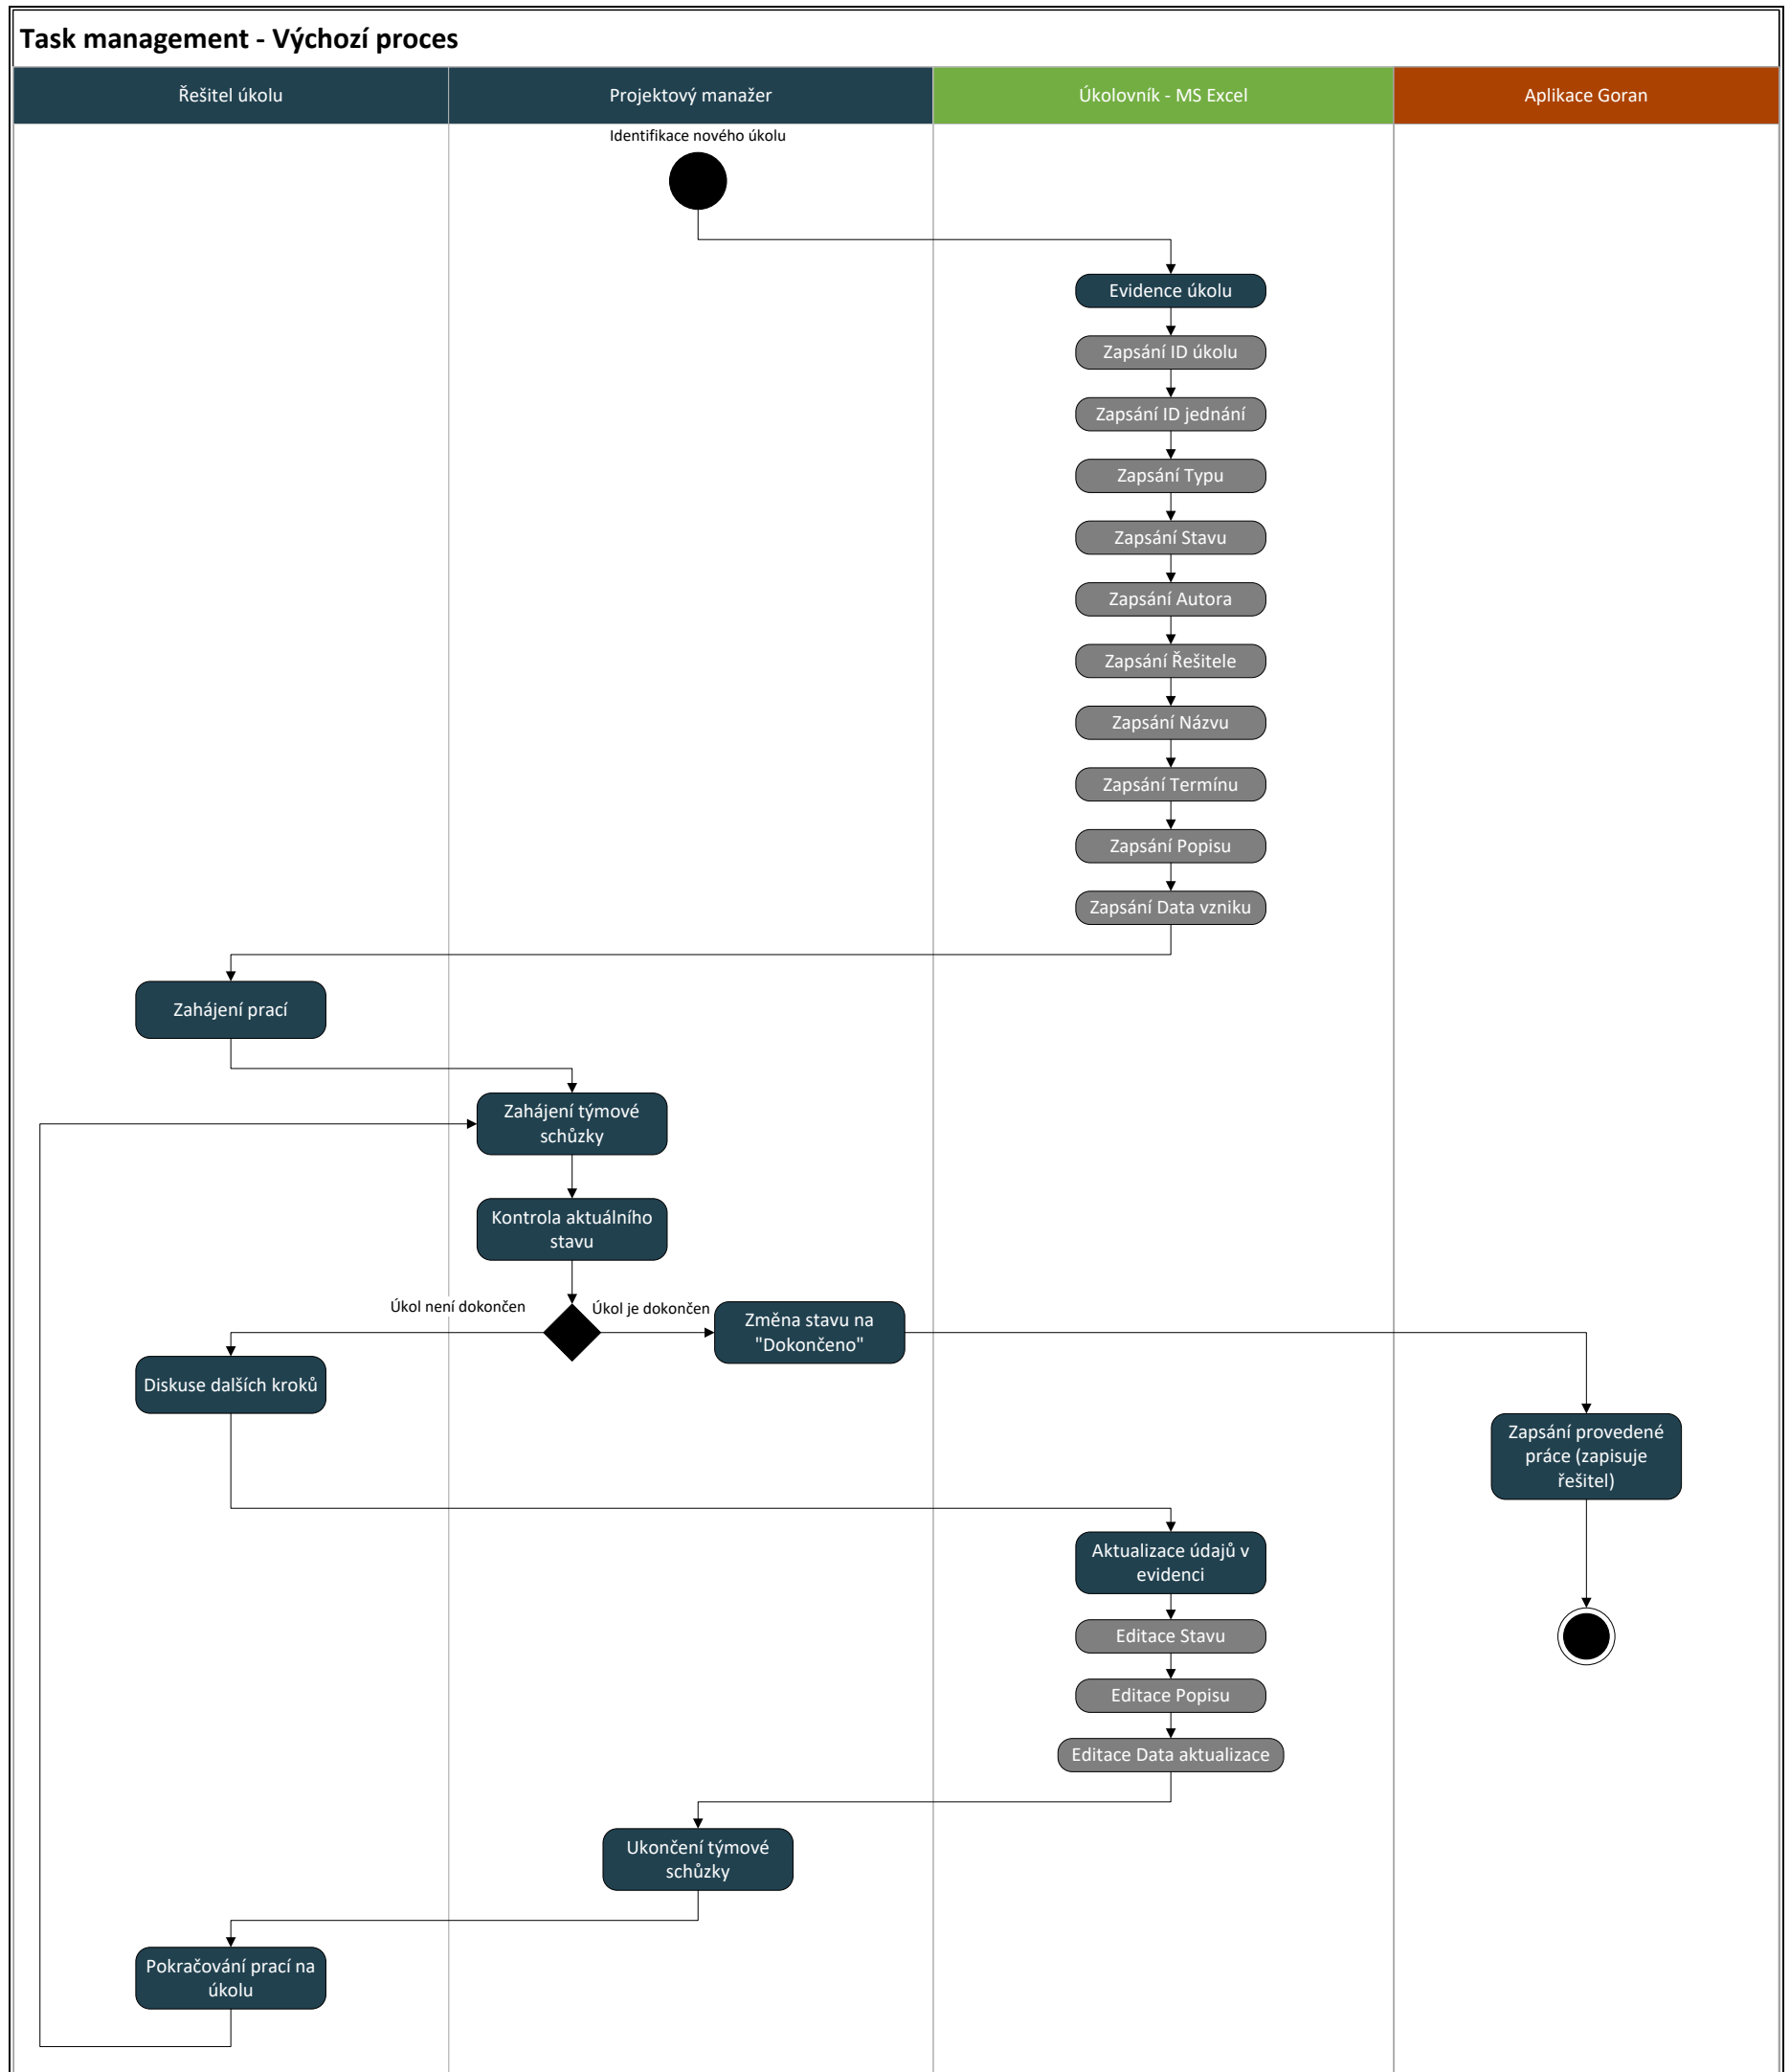 Task management - Výchozí proces
Řešitel úkolu
Projektový manažer
Úkolovník - MS Excel
Aplikace Goran
Identifikace nového úkolu
Evidence úkolu
Zapsání ID úkolu
Zapsání ID jednání
Zapsání Typu
Zapsání Stavu
Zapsání Autora
Zapsání Řešitele
Zapsání Názvu
Zapsání Termínu
Zapsání Popisu
Zapsání Data vzniku
Zahájení prací
Zahájení týmové
schůzky
Kontrola aktuálního
stavu
Úkol není dokončen
Úkol je dokončen
Změna stavu na
"Dokončeno"
Diskuse dalších kroků
Zapsání provedené
práce (zapisuje
řešitel)
Aktualizace údajů v
evidenci
Editace Stavu
Editace Popisu
Editace Data aktualizace
Ukončení týmové
schůzky
Pokračování prací na
úkolu